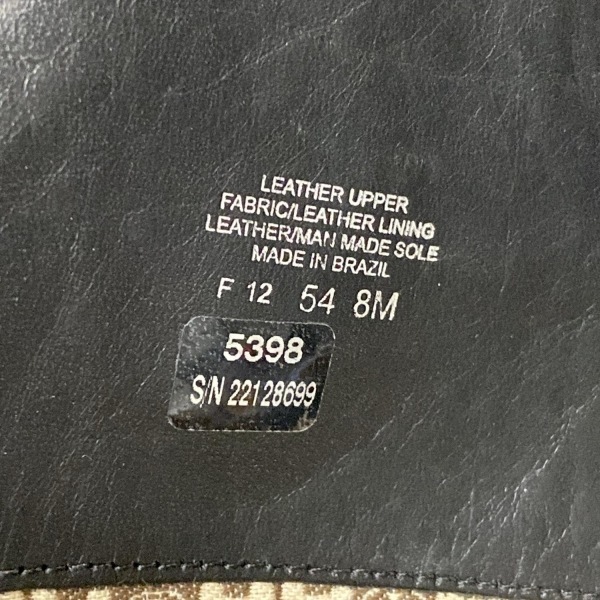 LEATHER UPPER
FABRIC/LEATHER LINING
LEATHER/MAN MADE SOLE
MADE IN BRAZIL
F 12 54 8M
5398
S/N 22128699